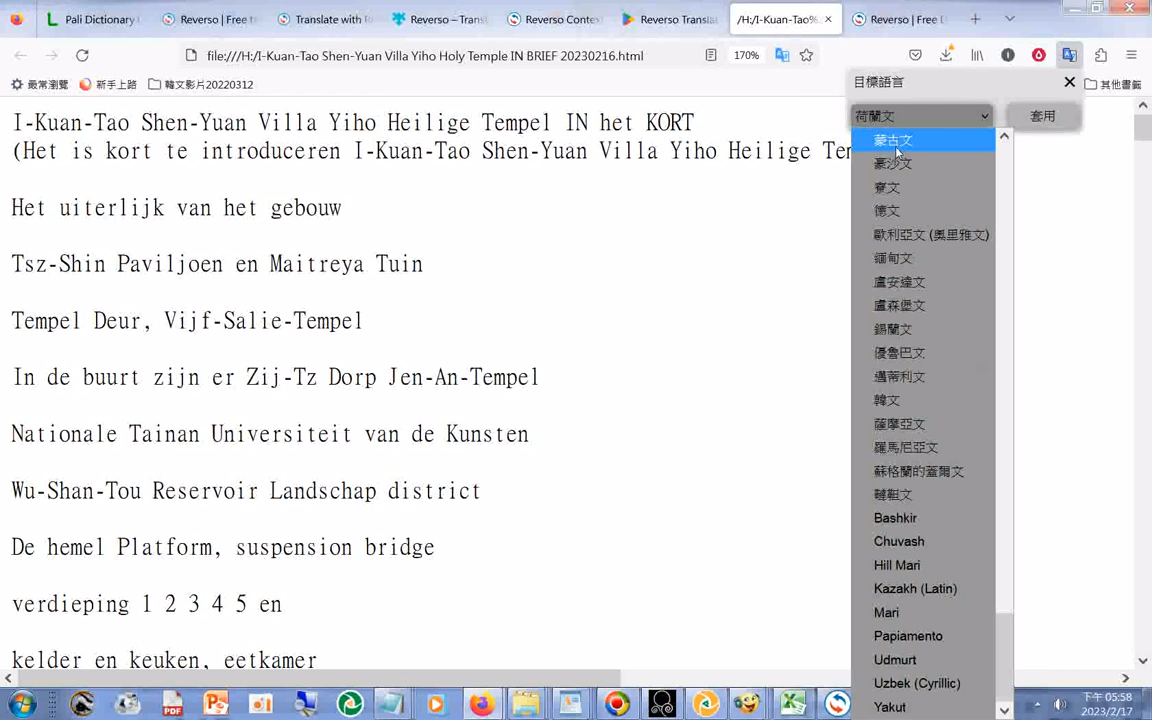 Pali Dictionary
Reverso | Free
Translate with
Reverso – Trans
Reverso Context
Reverso Transla
/H:/I-Kuan-Tao%
Reverso | Free
file:///H:/I-Kuan-Tao Shen-Yuan Villa Yiho Holy Temple IN BRIEF 20230216.html
170%
最常瀏覽
新手上路
韓文影片20220312
其他書籤
目標語言
荷蘭文
套用
I-Kuan-Tao Shen-Yuan Villa Yiho Heilige Tempel IN het KORT
(Het is kort te introduceren I-Kuan-Tao Shen-Yuan Villa Yiho Heilige Ter
Het uiterlijk van het gebouw
Tsz-Shin Paviljoen en Maitreya Tuin
Tempel Deur, Vijf-Salie-Tempel
In de buurt zijn er Zij-Tz Dorp Jen-An-Tempel
Nationale Tainan Universiteit van de Kunsten
Wu-Shan-Tou Reservoir Landschap district
De hemel Platform, suspension bridge
verdieping 1 2 3 4 5 en
kelder en keuken, eetkamer
蒙古文
豪沙文
寮文
德文
歐利亞文 (奧里雅文)
緬甸文
盧安達文
盧森堡文
錫蘭文
優魯巴文
邁蒂利文
韓文
薩摩亞文
羅馬尼亞文
蘇格蘭的蓋爾文
韃靼文
Bashkir
Chuvash
Hill Mari
Kazakh (Latin)
Mari
Papiamento
Udmurt
Uzbek (Cyrillic)
Yakut
下午 05:58
2023/2/17